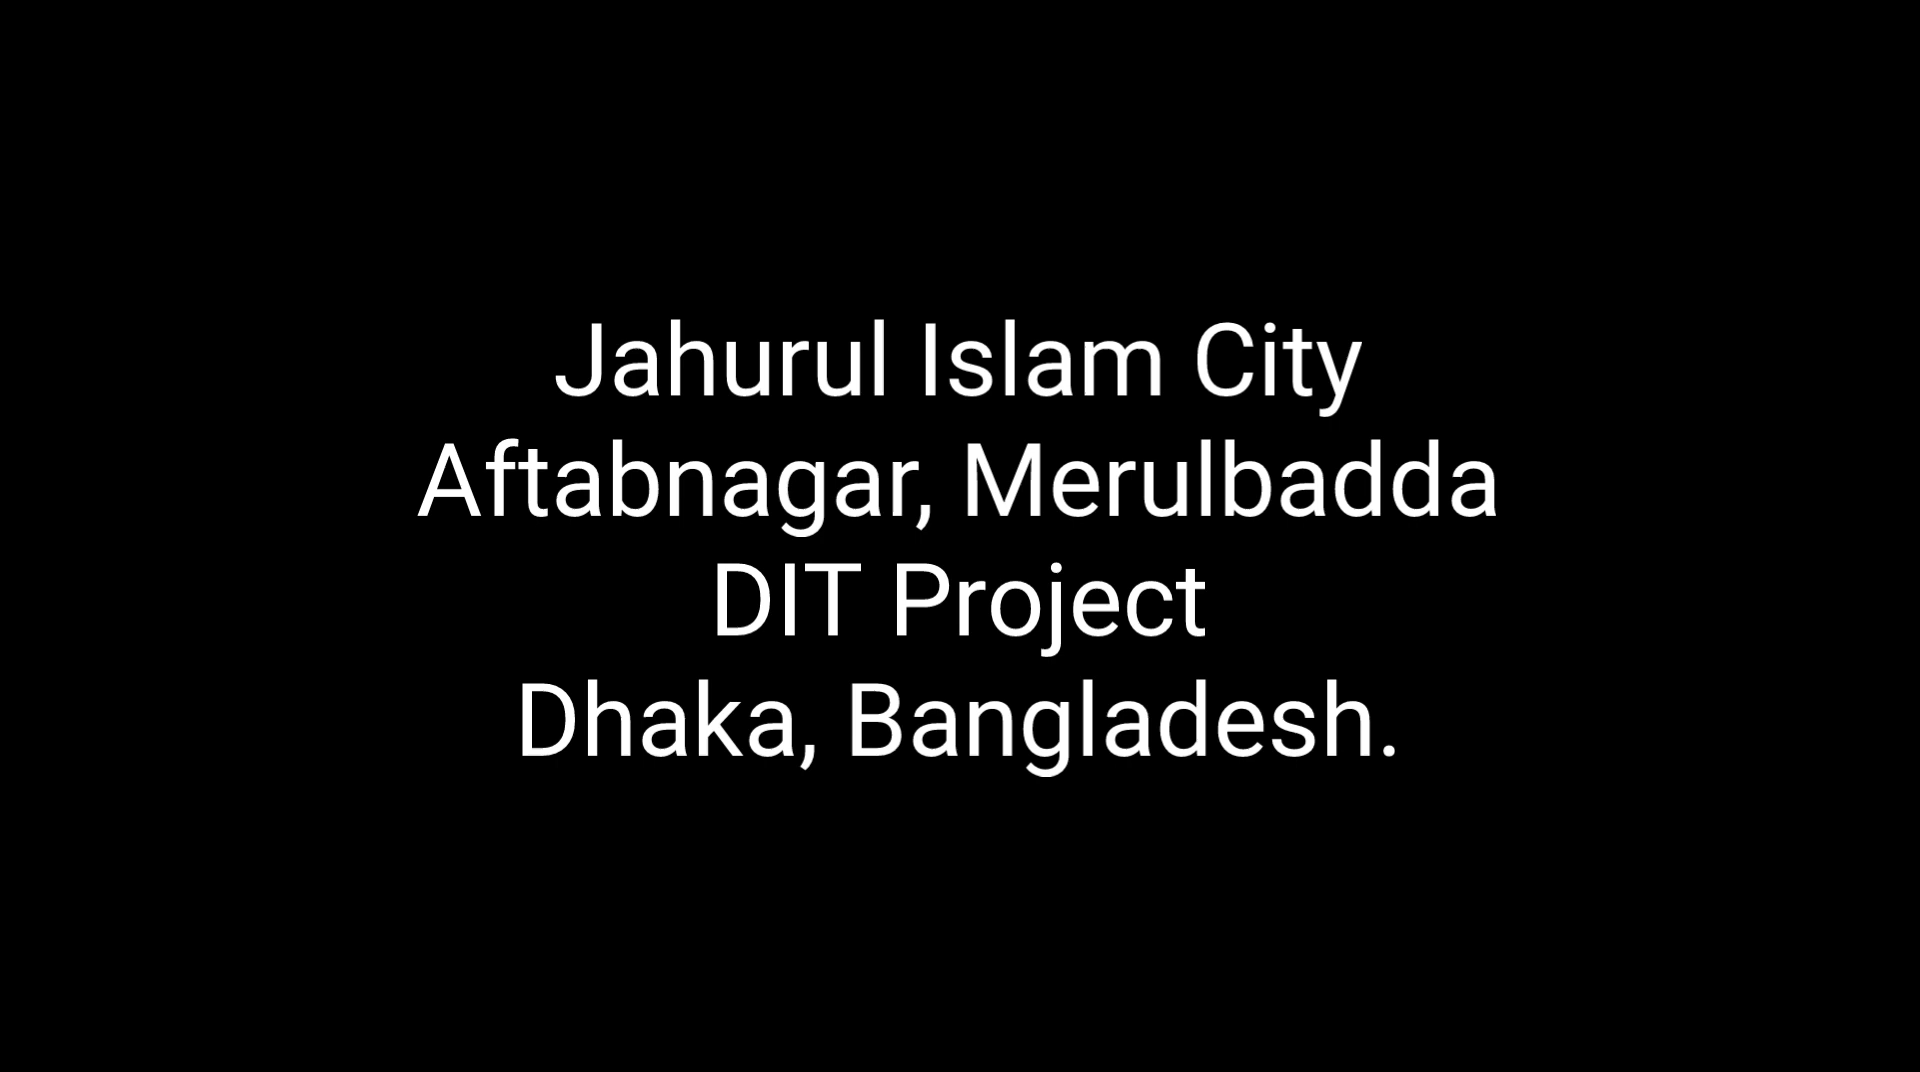 Jahurul Islam City
Aftabnagar, Merulbadda
DIT Project
Dhaka, Bangladesh.